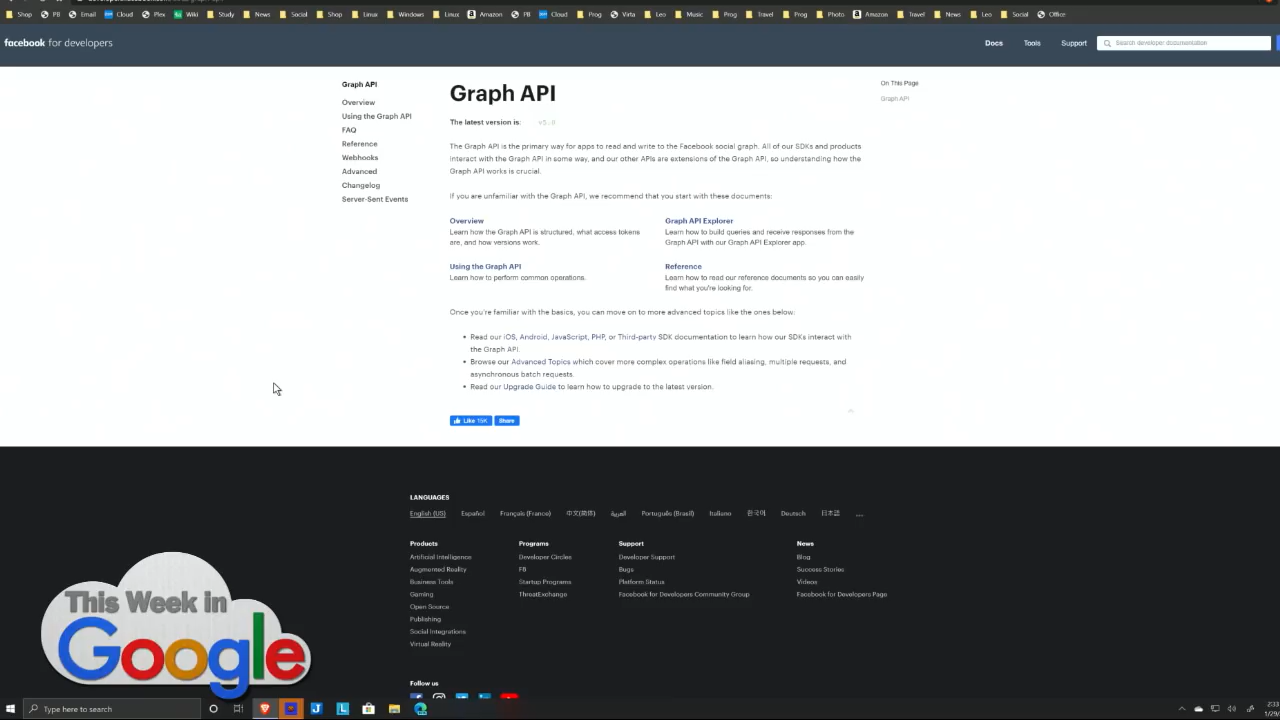 Shop
Email
Cloud
Plex
Wiki
Study
News
Social
Shop
Linux
Windows
Linux
Amazon
PB
Cloud
Prog
Virta
Leo
Music
Prog
Travel
Prog
Photo
Amazon
Travel
News
Leo
Social
Office
facebook for developers
Docs
Tools
Support
Search developer documentation
Graph API
Overview
Using the Graph API
FAQ
Reference
Webhooks
Advanced
Changelog
Server-Sent Events
Graph API
The latest version is: v5.0
The Graph API is the primary way for apps to read and write to the Facebook social graph. All of our SDKs and products
interact with the Graph API in some way, and our other APIs are extensions of the Graph API, so understanding how the
Graph API works is crucial.
If you are unfamiliar with the Graph API, we recommend that you start with these documents:
Overview
Learn how the Graph API is structured, what access tokens
are, and how versions work.
Graph API Explorer
Learn how to build queries and receive responses from the
Graph API with our Graph API Explorer app.
Using the Graph API
Learn how to perform common operations.
Reference
Learn how to read our reference documents so you can easily
find what you're looking for.
Once you're familiar with the basics, you can move on to more advanced topics like the ones below:
• Read our iOS, Android, JavaScript, PHP, or Third-party SDK documentation to learn how our SDKs interact with
the Graph API.
• Browse our Advanced Topics which cover more complex operations like field aliasing, multiple requests, and
asynchronous batch requests.
• Read our Upgrade Guide to learn how to upgrade to the latest version.
Like 15K
Share
On This Page
Graph API
LANGUAGES
English (US)
Español
Français (France)
中文(简体)
العربية
Português (Brasil)
Italiano
한국어
Deutsch
日本語
Products
Artificial Intelligence
Augmented Reality
Business Tools
Gaming
Open Source
Publishing
Social Integrations
Virtual Reality
Programs
Developer Circles
F8
Startup Programs
ThreatExchange
Support
Developer Support
Bugs
Platform Status
Facebook for Developers Community Group
News
Blog
Success Stories
Videos
Facebook for Developers Page
Follow us
This Week in
Google
Type here to search